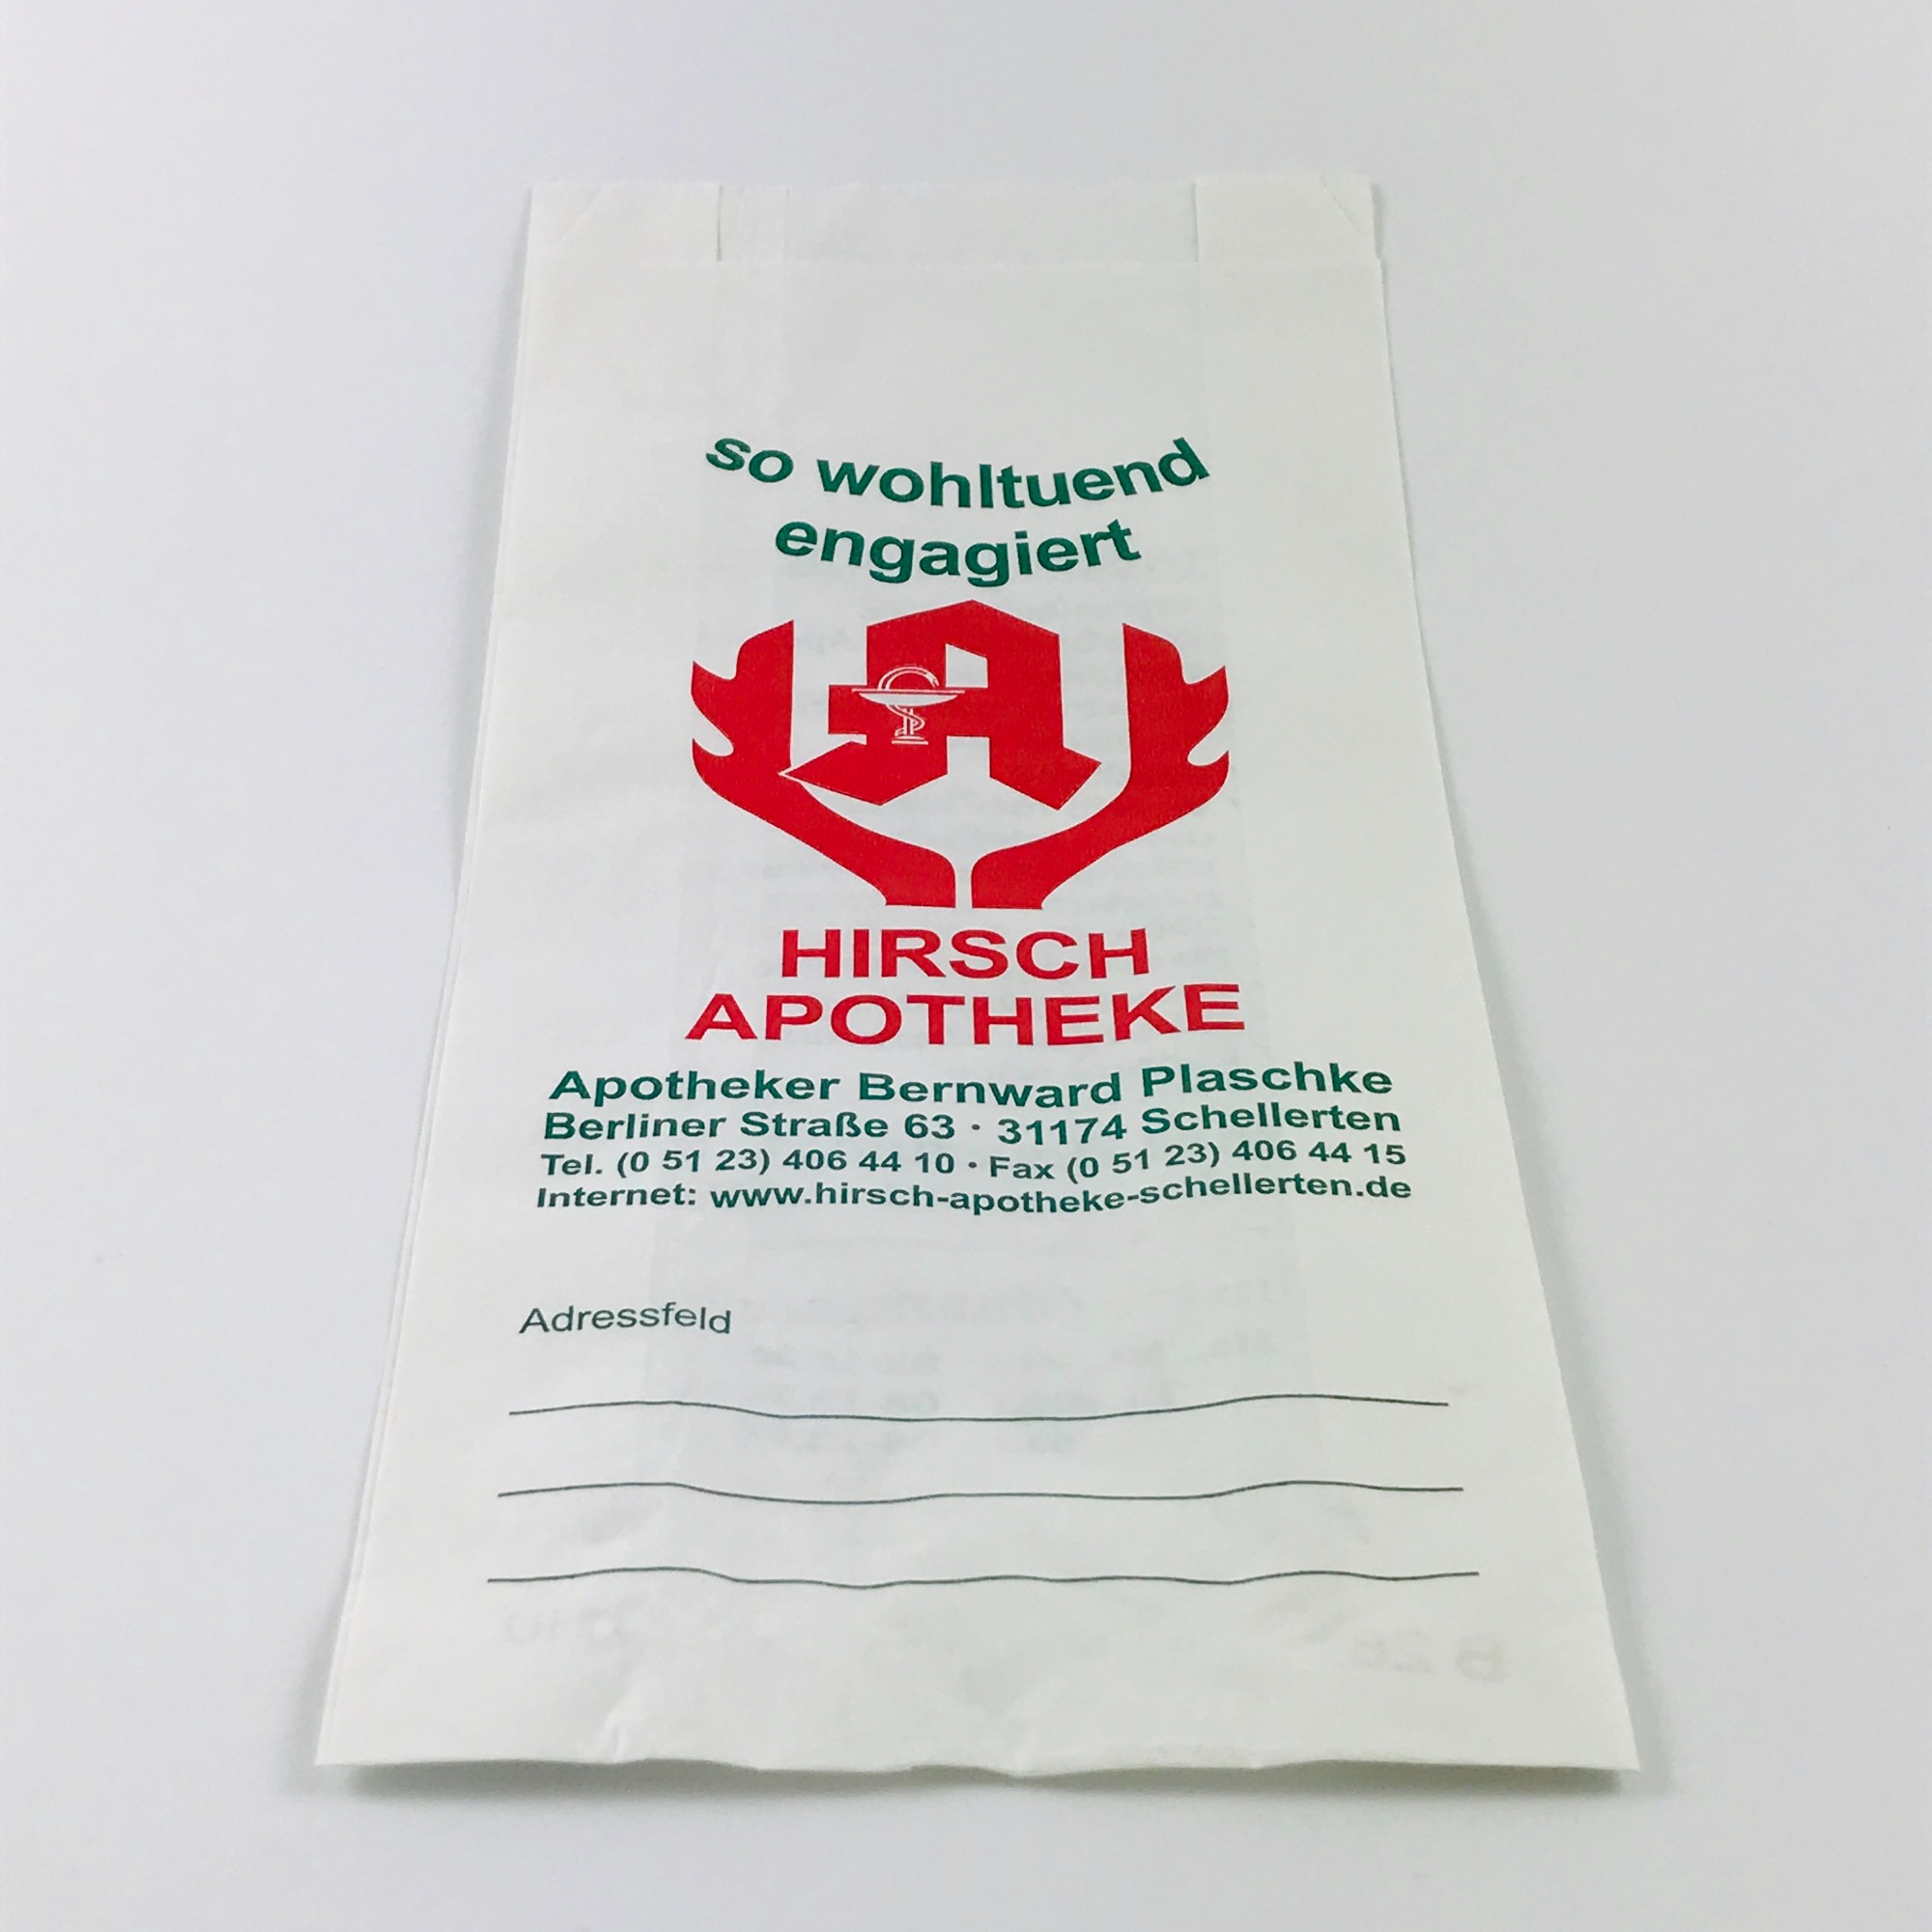 so wohltuend
engagiert
HIRSCH
APOTHEKE
Apotheker Bernward Plaschke
Berliner Straße 63 · 31174 Schellerten
Tel. (0 51 23) 406 44 10 · Fax (0 51 23) 406 44 15
Internet: www.hirsch-apotheke-schellerten.de
Adressfeld